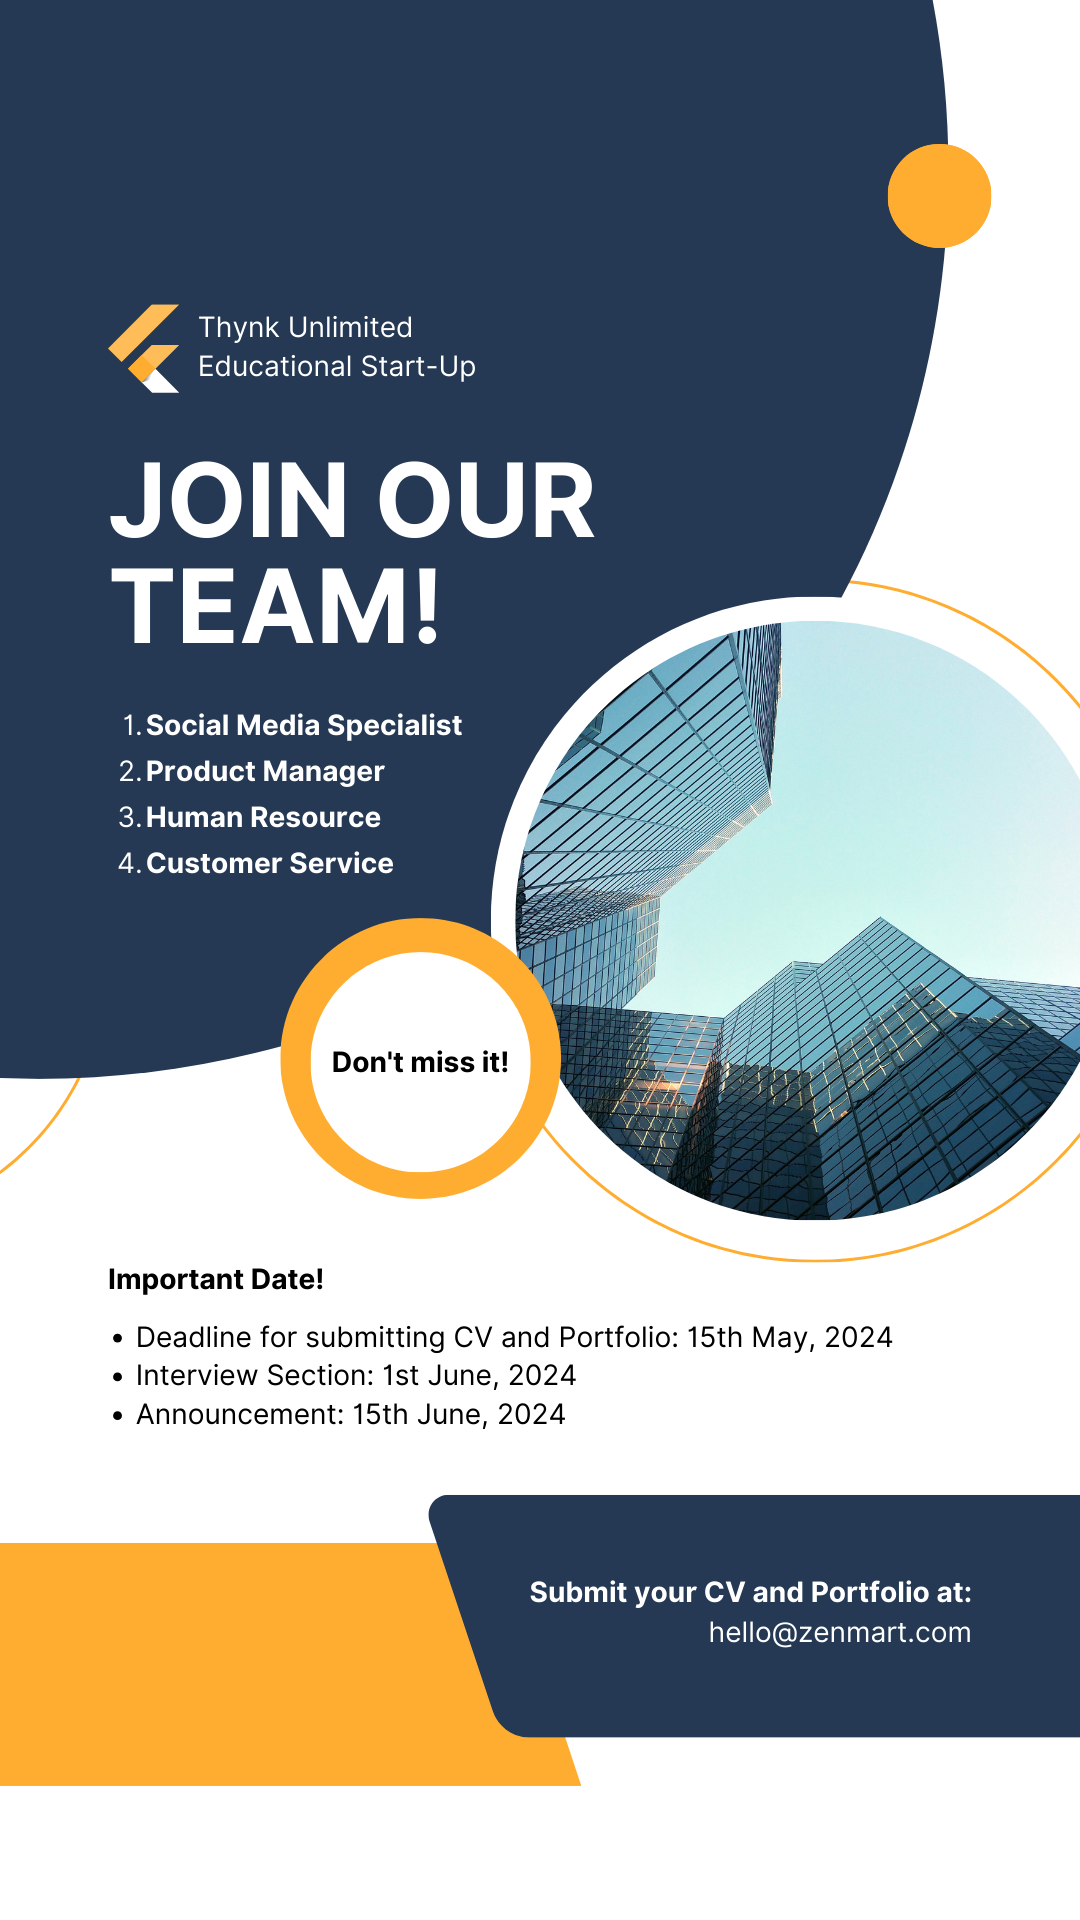 Thynk Unlimited
Educational Start-Up
JOIN OUR
TEAM!
1. Social Media Specialist
2. Product Manager
3. Human Resource
4. Customer Service
Don't miss it!
Important Date!
• Deadline for submitting CV and Portfolio: 15th May, 2024
• Interview Section: 1st June, 2024
• Announcement: 15th June, 2024
Submit your CV and Portfolio at:
hello@zenmart.com